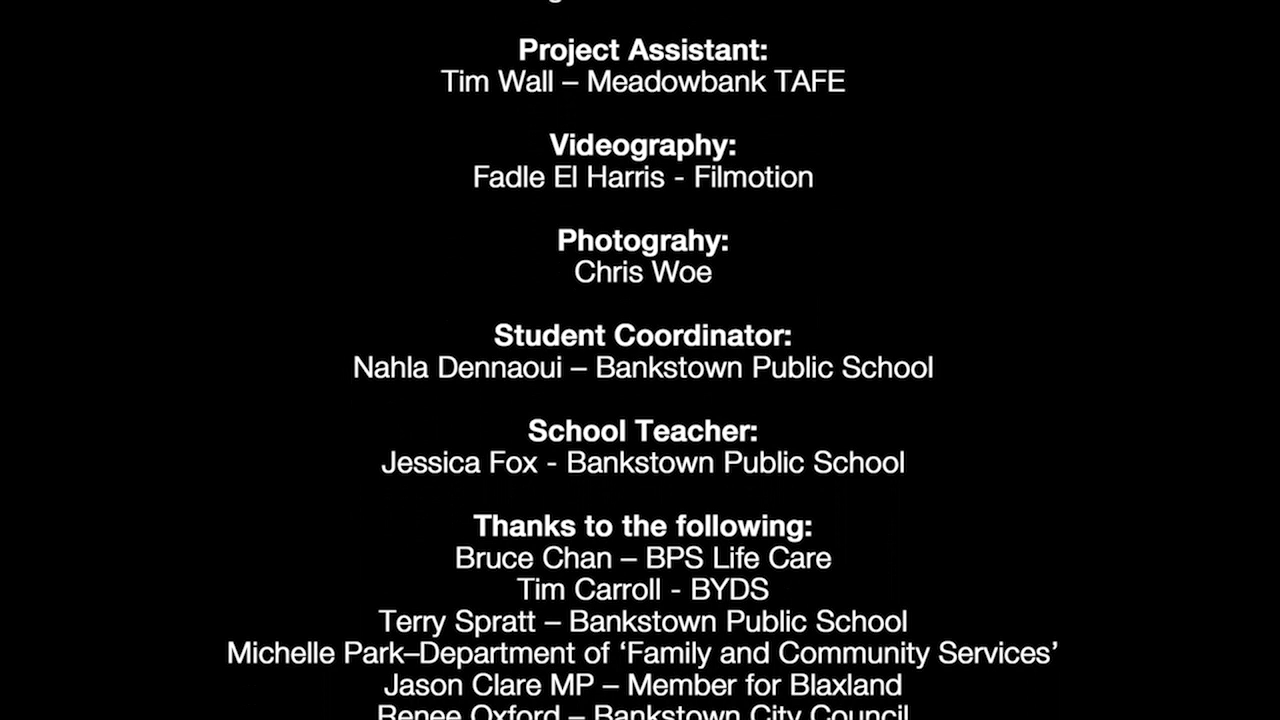 Project Assistant:
Tim Wall – Meadowbank TAFE
Videography:
Fadle El Harris - Filmotion
Photograhy:
Chris Woe
Student Coordinator:
Nahla Dennaoui – Bankstown Public School
School Teacher:
Jessica Fox - Bankstown Public School
Thanks to the following:
Bruce Chan – BPS Life Care
Tim Carroll - BYDS
Terry Spratt – Bankstown Public School
Michelle Park–Department of ‘Family and Community Services’
Jason Clare MP – Member for Blaxland
Renee Oxford – Bankstown City Council